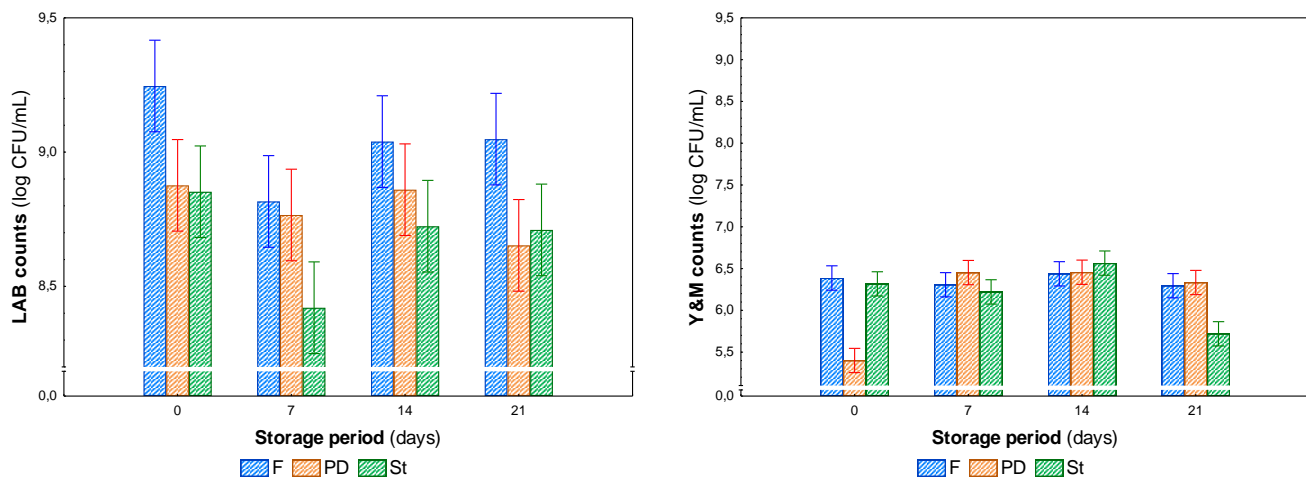 9,5
9,0
8,5
0,0
LAB counts (log CFU/mL)
0 7 14 21
Storage period (days)
F PD St
9,5
9,0
8,5
8,0
7,5
7,0
6,5
6,0
5,5
0,0
Y&M counts (log CFU/mL)
0 7 14 21
Storage period (days)
F PD St